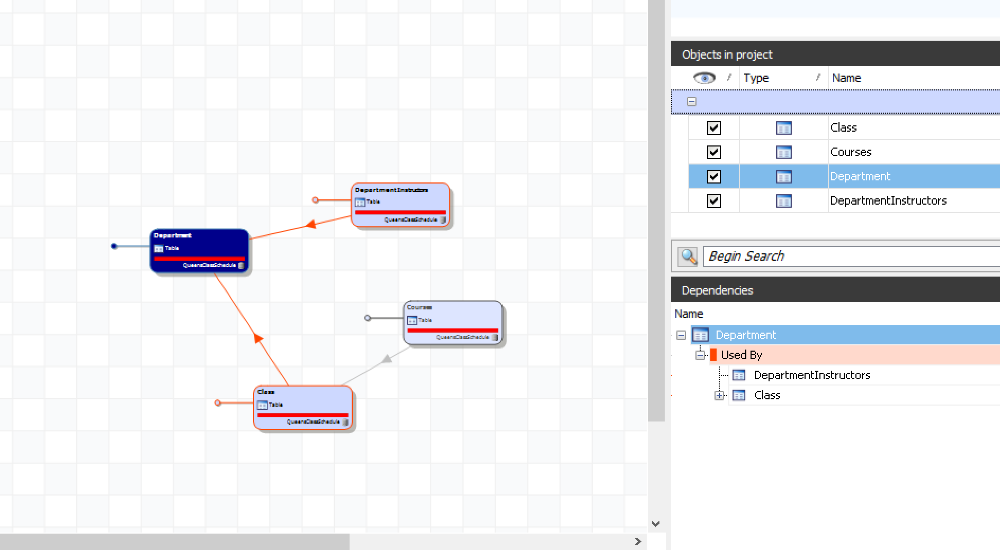 DepartmentInstructors
Table
QueensClassSchedule
Department
Table
QueensClassSchedule
Courses
Table
QueensClassSchedule
Class
Table
QueensClassSchedule
Objects in project
Type / Name
Class
Courses
Department
DepartmentInstructors
Begin Search
Dependencies
Name
Department
Used By
DepartmentInstructors
Class